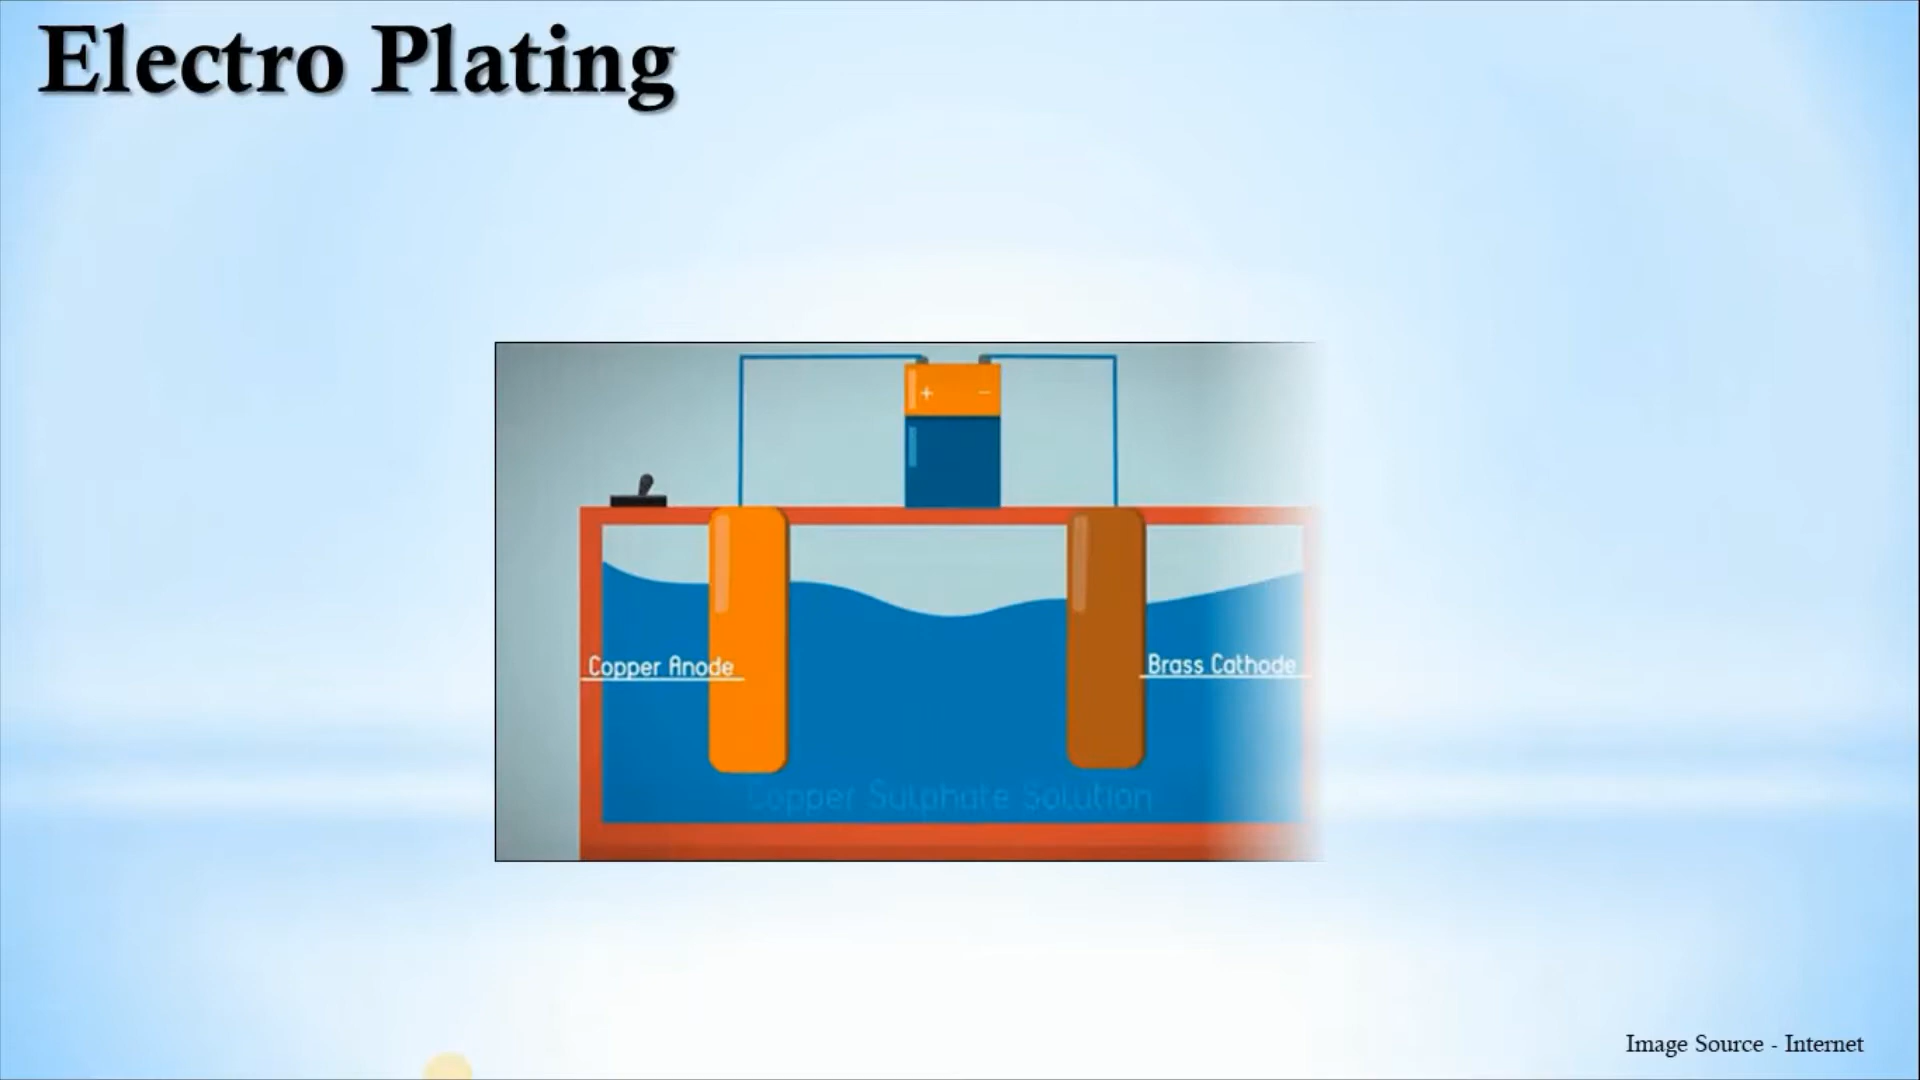 Electro Plating
+ −
Copper Anode
Brass Cathode
Copper Sulphate Solution
Image Source - Internet